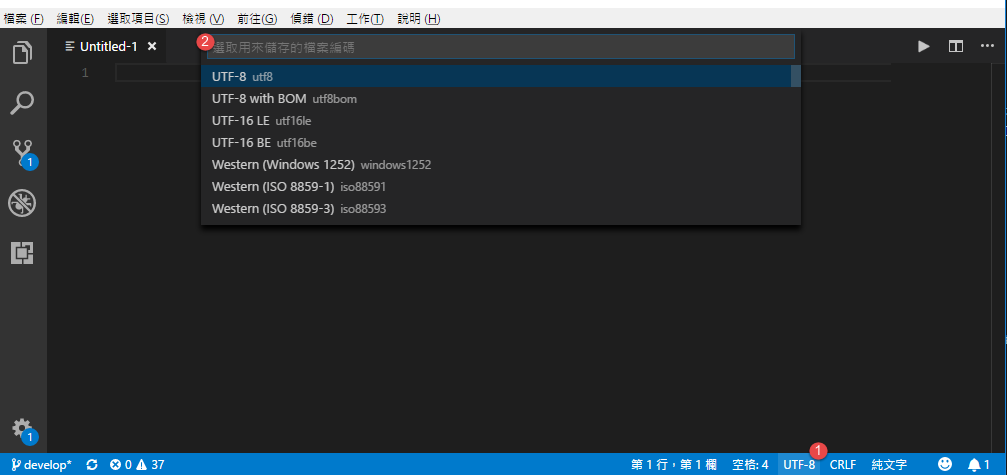 檔案 (F) 編輯(E) 選取項目(S) 檢視 (V) 前往(G) 偵錯 (D) 工作(T) 說明 (H)
Untitled-1
2
選取用來儲存的檔案編碼
1
UTF-8 utf8
UTF-8 with BOM utf8bom
UTF-16 LE utf16le
UTF-16 BE utf16be
Western (Windows 1252) windows1252
Western (ISO 8859-1) iso88591
Western (ISO 8859-3) iso88593
1
1
1
develop* 0 37 第 1 行，第 1 欄 空格: 4 UTF-8 CRLF 純文字 1